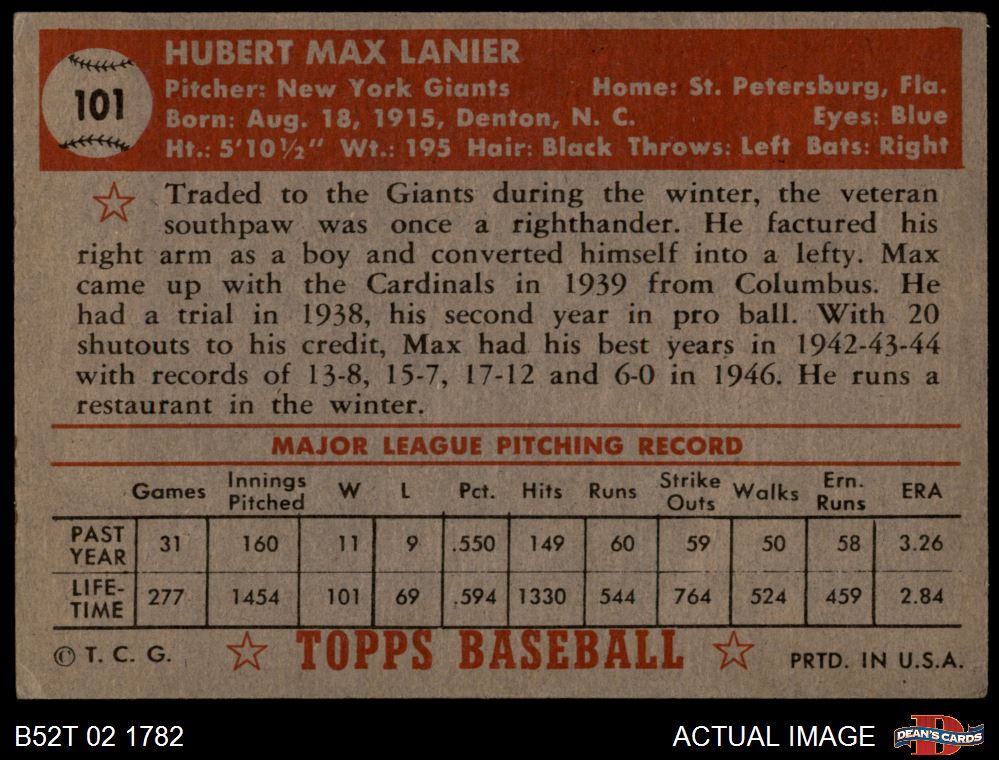 101
HUBERT MAX LANIER
Pitcher: New York Giants Home: St. Petersburg, Fla.
Born: Aug. 18, 1915, Denton, N. C. Eyes: Blue
Ht.: 5'10½" Wt.: 195 Hair: Black Throws: Left Bats: Right
Traded to the Giants during the winter, the veteran
southpaw was once a righthander. He factured his
right arm as a boy and converted himself into a lefty. Max
came up with the Cardinals in 1939 from Columbus. He
had a trial in 1938, his second year in pro ball. With 20
shutouts to his credit, Max had his best years in 1942-43-44
with records of 13-8, 15-7, 17-12 and 6-0 in 1946. He runs a
restaurant in the winter.
MAJOR LEAGUE PITCHING RECORD
Games Innings Pitched W L Pct. Hits Runs Strike Outs Walks Ern. Runs ERA
PAST YEAR 31 160 11 9 .550 149 60 59 50 58 3.26
LIFE-TIME 277 1454 101 69 .594 1330 544 764 524 459 2.84
© T. C. G. TOPPS BASEBALL PRTD. IN U.S.A.
B52T 02 1782 ACTUAL IMAGE DEAN'S CARDS